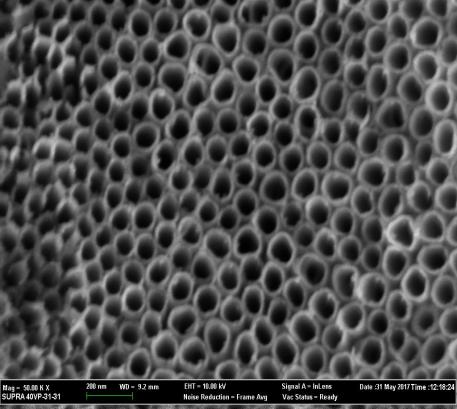 Mag = 50.00 K X 200 nm WD = 9.2 mm EHT = 10.00 kV Signal A = InLens Date :31 May 2017 Time :12:18:24
SUPRA 40VP-31-31 Noise Reduction = Frame Avg Vac Status = Ready